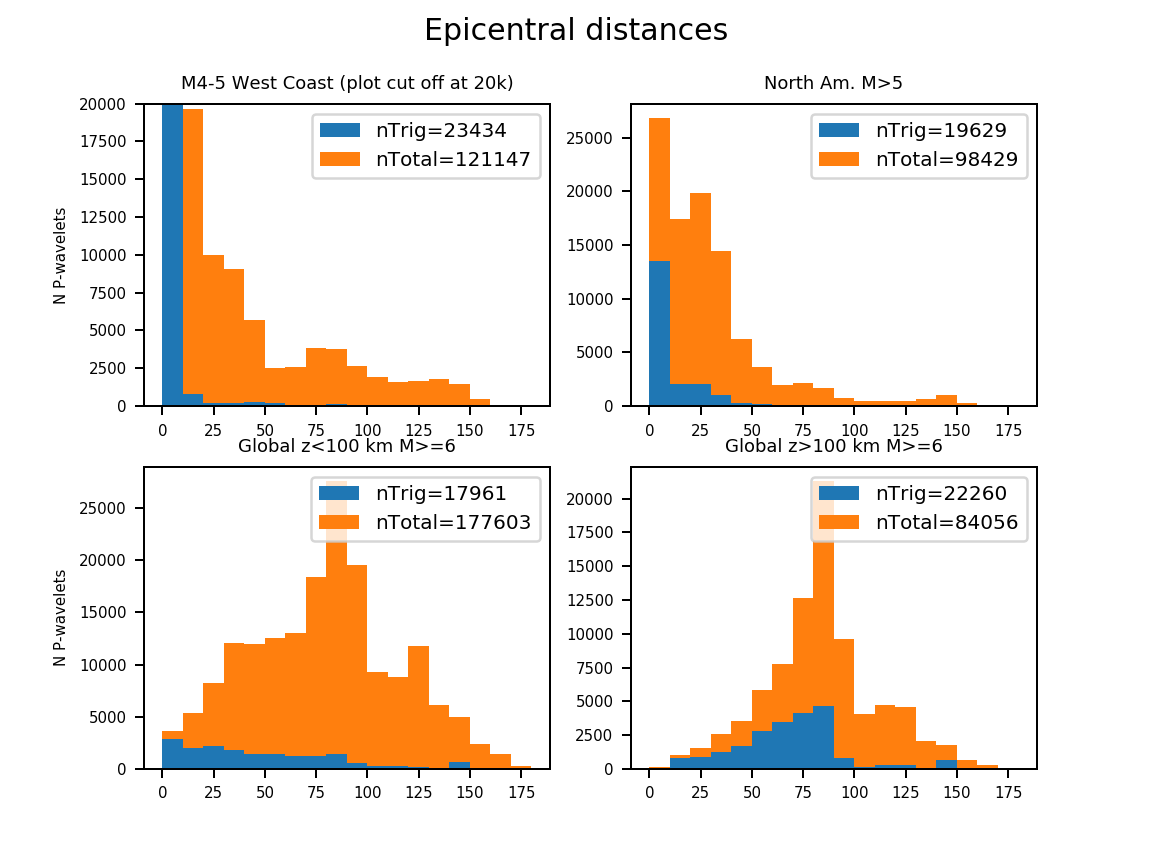 Epicentral distances
M4-5 West Coast (plot cut off at 20k)
North Am. M>5
nTrig=23434
nTotal=121147
N P-wavelets
20000
17500
15000
12500
10000
7500
5000
2500
0
0 25 50 75 100 125 150 175
nTrig=19629
nTotal=98429
25000
20000
15000
10000
5000
0
0 25 50 75 100 125 150 175
Global z<100 km M>=6
Global z>100 km M>=6
nTrig=17961
nTotal=177603
N P-wavelets
25000
20000
15000
10000
5000
0
0 25 50 75 100 125 150 175
nTrig=22260
nTotal=84056
20000
17500
15000
12500
10000
7500
5000
2500
0
0 25 50 75 100 125 150 175